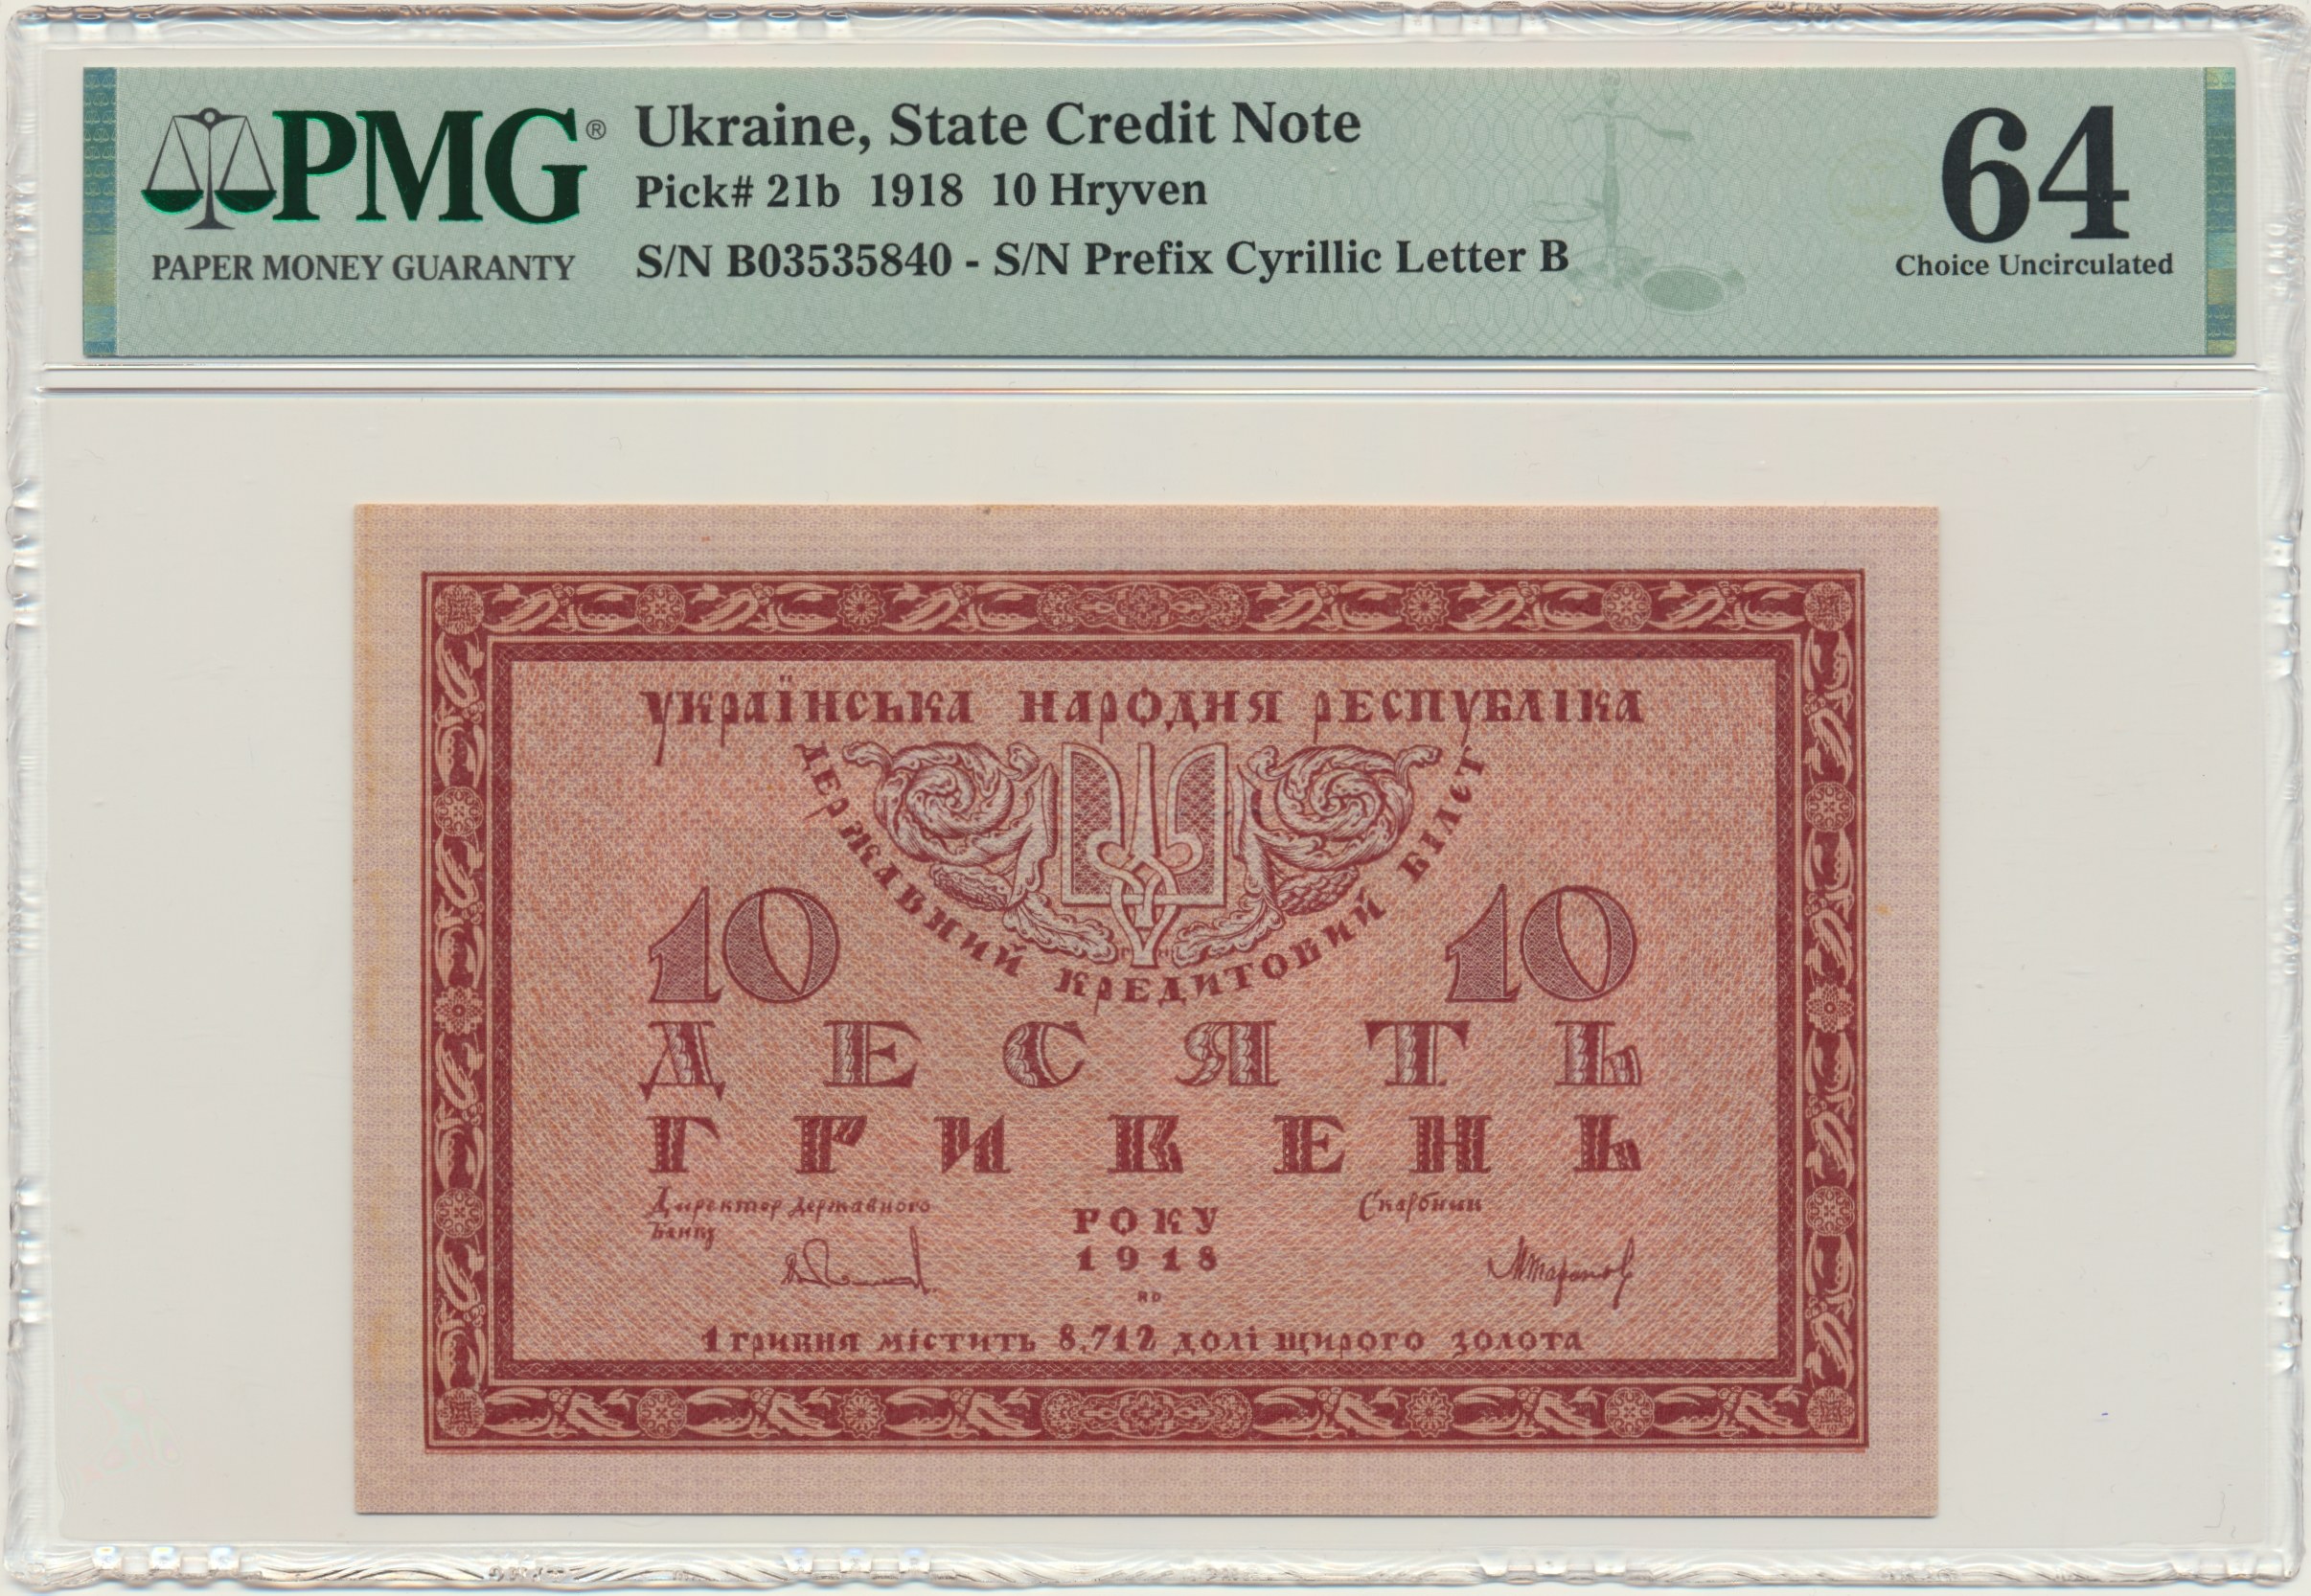 PMG®
PAPER MONEY GUARANTY
Ukraine, State Credit Note
Pick# 21b 1918 10 Hryven
S/N B03535840 - S/N Prefix Cyrillic Letter B
64
Choice Uncirculated
УКРАЇНСЬКА НАРОДНЯ РЕСПУБЛІКА
ДЕРЖАВНИЙ КРЕДИТОВИЙ БІЛЕТ
10 10
ДЕСЯТЬ
ГРИВЕНЬ
Директор Державного
Банку
Скарбник
РОКУ
1918
1 гривня містить 8,712 долі щирого золота